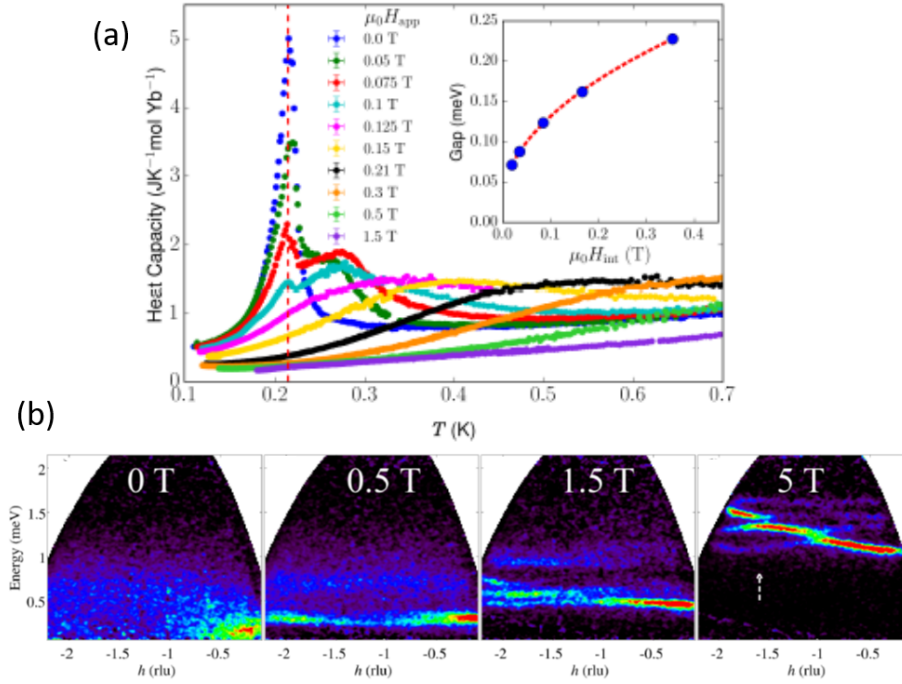 (a)
Heat Capacity (JK⁻¹mol Yb⁻¹)
5
4
3
2
1
0
μ₀H_app
0.0 T
0.05 T
0.075 T
0.1 T
0.125 T
0.15 T
0.21 T
0.3 T
0.5 T
1.5 T
Gap (meV)
0.25
0.20
0.15
0.10
0.05
0.00
0.0 0.1 0.2 0.3 0.4
μ₀H_int (T)
0.1 0.2 0.3 0.4 0.5 0.6 0.7
T (K)
(b)
Energy (meV)
2
1.5
1
0.5
0 T
0.5 T
1.5 T
5 T
-2 -1.5 -1 -0.5
-2 -1.5 -1 -0.5
-2 -1.5 -1 -0.5
-2 -1.5 -1 -0.5
h (rlu)
h (rlu)
h (rlu)
h (rlu)